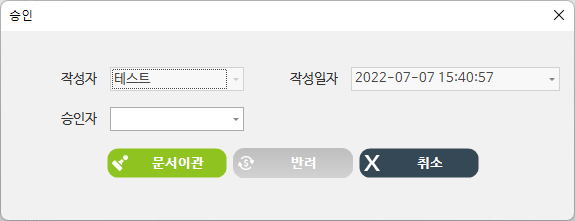 승인
작성자 테스트 작성일자 2022-07-07 15:40:57
승인자
문서이관 반려 취소